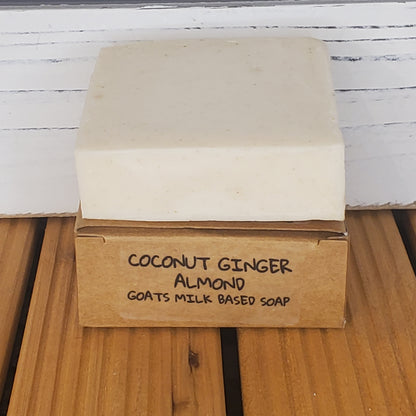 COCONUT GINGER
ALMOND
GOATS MILK BASED SOAP